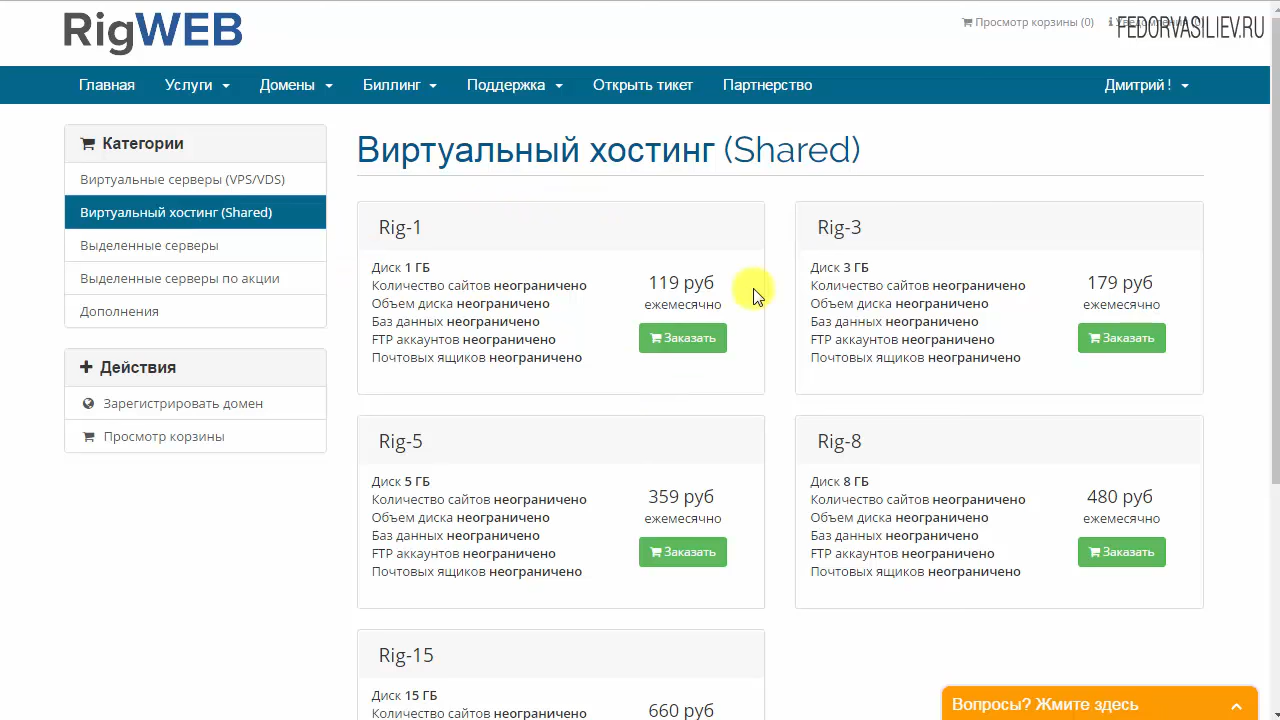 RigWEB
Просмотр корзины (0)
FEDORVASILIEV.RU
Главная Услуги Домены Биллинг Поддержка Открыть тикет Партнерство Дмитрий !
Категории
Виртуальные серверы (VPS/VDS)
Виртуальный хостинг (Shared)
Выделенные серверы
Выделенные серверы по акции
Дополнения
Действия
Зарегистрировать домен
Просмотр корзины
Виртуальный хостинг (Shared)
Rig-1
Диск 1 ГБ
Количество сайтов неограничено
Объем диска неограничено
Баз данных неограничено
FTP аккаунтов неограничено
Почтовых ящиков неограничено
119 руб
ежемесячно
Заказать
Rig-3
Диск 3 ГБ
Количество сайтов неограничено
Объем диска неограничено
Баз данных неограничено
FTP аккаунтов неограничено
Почтовых ящиков неограничено
179 руб
ежемесячно
Заказать
Rig-5
Диск 5 ГБ
Количество сайтов неограничено
Объем диска неограничено
Баз данных неограничено
FTP аккаунтов неограничено
Почтовых ящиков неограничено
359 руб
ежемесячно
Заказать
Rig-8
Диск 8 ГБ
Количество сайтов неограничено
Объем диска неограничено
Баз данных неограничено
FTP аккаунтов неограничено
Почтовых ящиков неограничено
480 руб
ежемесячно
Заказать
Rig-15
Диск 15 ГБ
Количество сайтов неограничено
660 руб
Вопросы? Жмите здесь